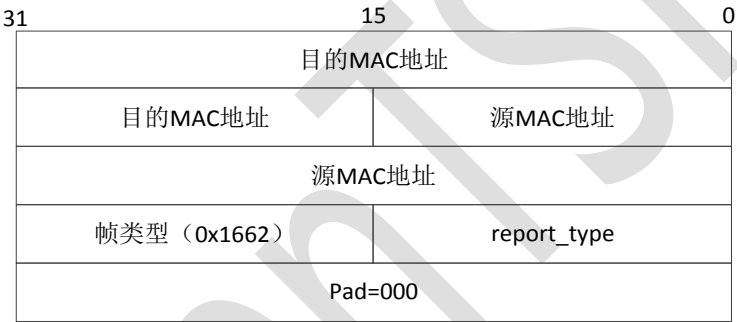 31 15 0
目的MAC地址
目的MAC地址 源MAC地址
源MAC地址
帧类型（0x1662） report_type
Pad=000